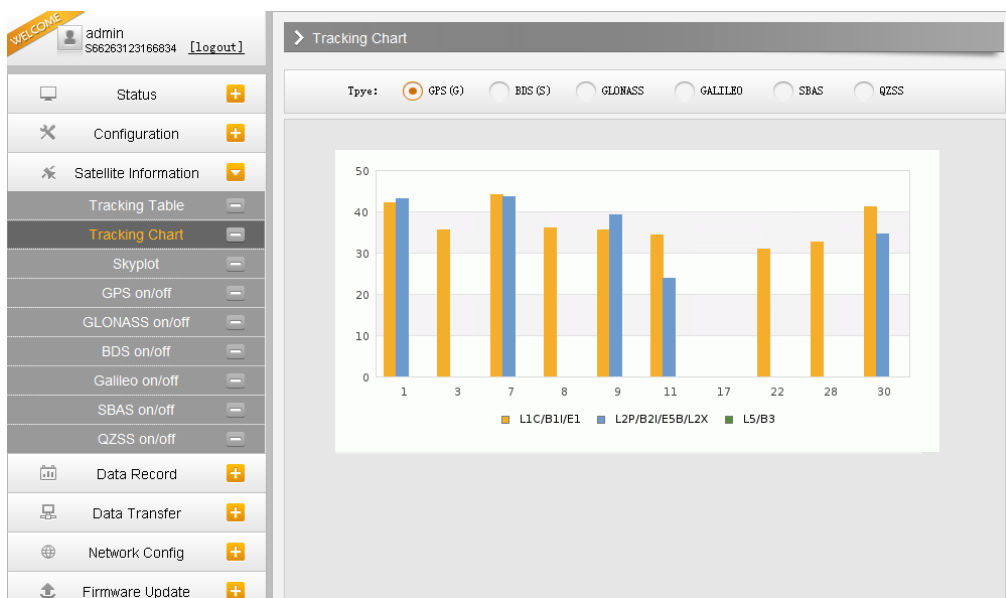 WELCOME
admin
S66263123166834 [logout]
Status
Configuration
Satellite Information
Tracking Table
Tracking Chart
Skyplot
GPS on/off
GLONASS on/off
BDS on/off
Galileo on/off
SBAS on/off
QZSS on/off
Data Record
Data Transfer
Network Config
Firmware Update
Tracking Chart
Tpye: GPS(G) BDS(S) GLONASS GALILEO SBAS QZSS
50
40
30
20
10
0
1 3 7 8 9 11 17 22 28 30
L1C/B1I/E1 L2P/B2I/E5B/L2X L5/B3